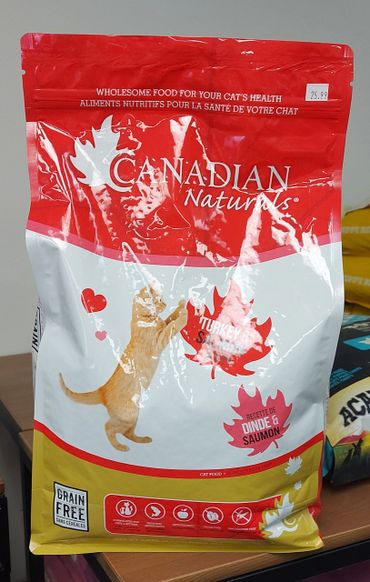 WHOLESOME FOOD FOR YOUR CAT'S HEALTH
ALIMENTS NUTRITIFS POUR LA SANTÉ DE VOTRE CHAT
25.99
CANADIAN
Naturals®
TURKEY &
RECETTE DE
DINDE &
SAUMON
CAT FOOD •
GRAIN
FREE
SANS CÉRÉALES
ACA